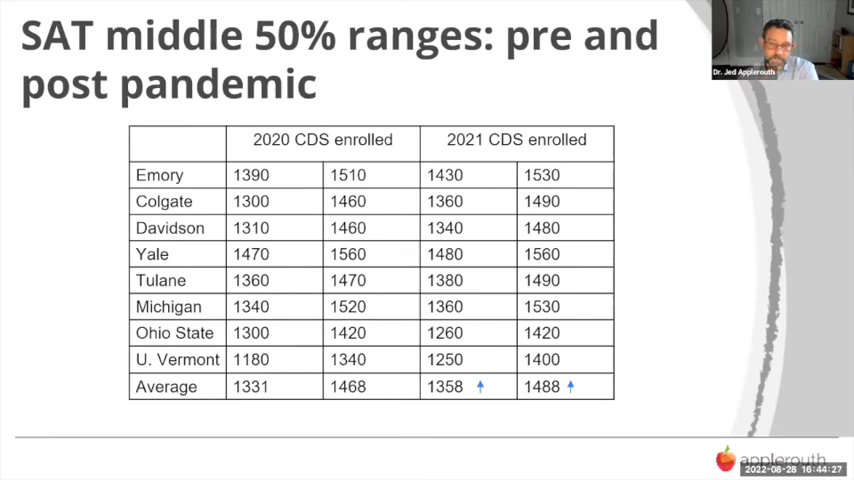 SAT middle 50% ranges: pre and
post pandemic
Dr. Jed Applerouth
2020 CDS enrolled 2021 CDS enrolled
Emory 1390 1510 1430 1530
Colgate 1300 1460 1360 1490
Davidson 1310 1460 1340 1480
Yale 1470 1560 1480 1560
Tulane 1360 1470 1380 1490
Michigan 1340 1520 1360 1530
Ohio State 1300 1420 1260 1420
U. Vermont 1180 1340 1250 1400
Average 1331 1468 1358 1488
applerouth
2022-08-28 16:44:27